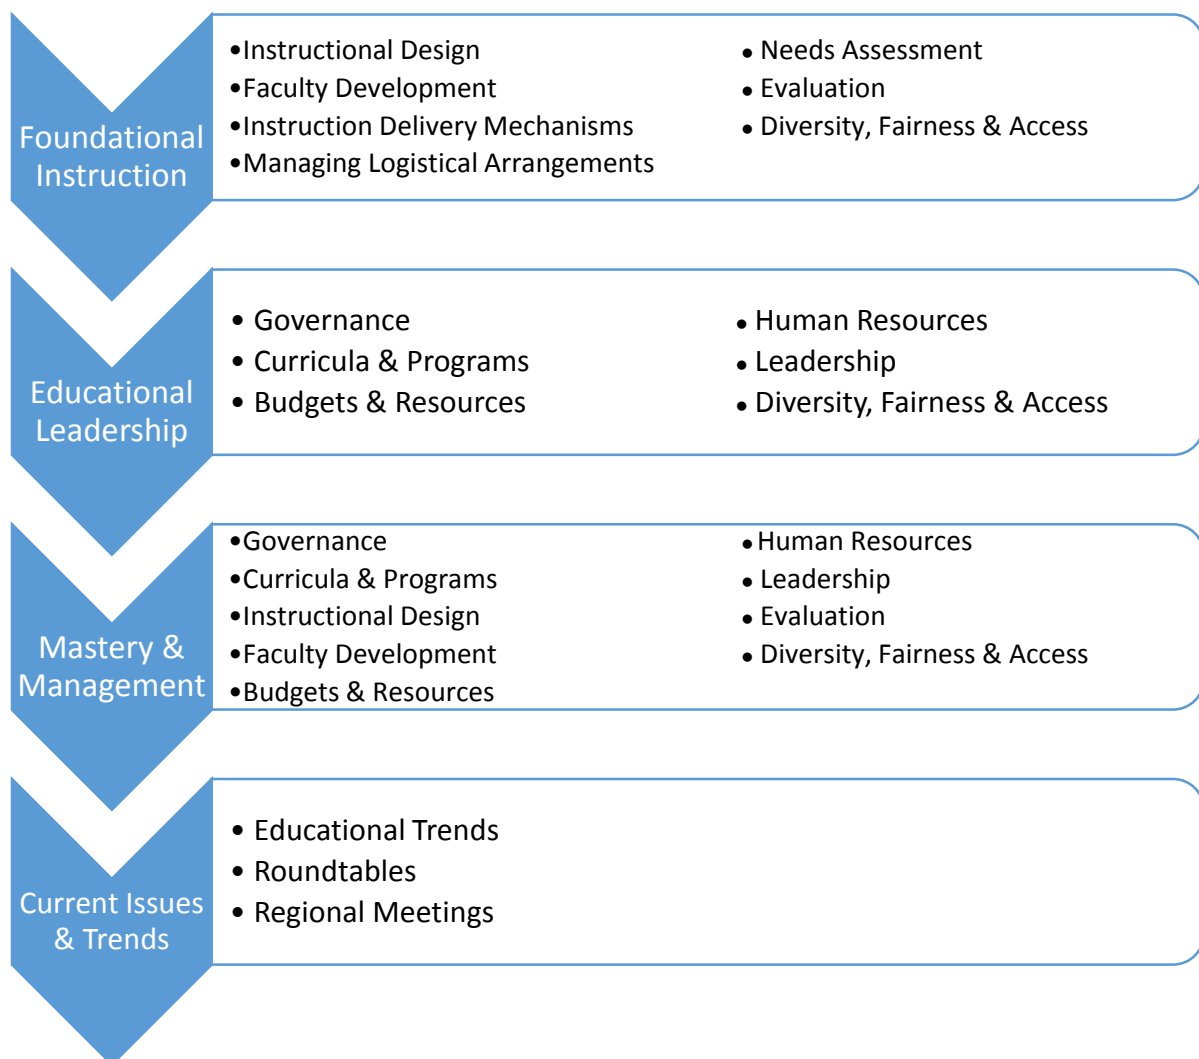 Foundational
Instruction
•Instructional Design
•Faculty Development
•Instruction Delivery Mechanisms
•Managing Logistical Arrangements
• Needs Assessment
• Evaluation
• Diversity, Fairness & Access
Educational
Leadership
• Governance
• Curricula & Programs
• Budgets & Resources
• Human Resources
• Leadership
• Diversity, Fairness & Access
Mastery &
Management
•Governance
•Curricula & Programs
•Instructional Design
•Faculty Development
•Budgets & Resources
• Human Resources
• Leadership
• Evaluation
• Diversity, Fairness & Access
Current Issues
& Trends
• Educational Trends
• Roundtables
• Regional Meetings